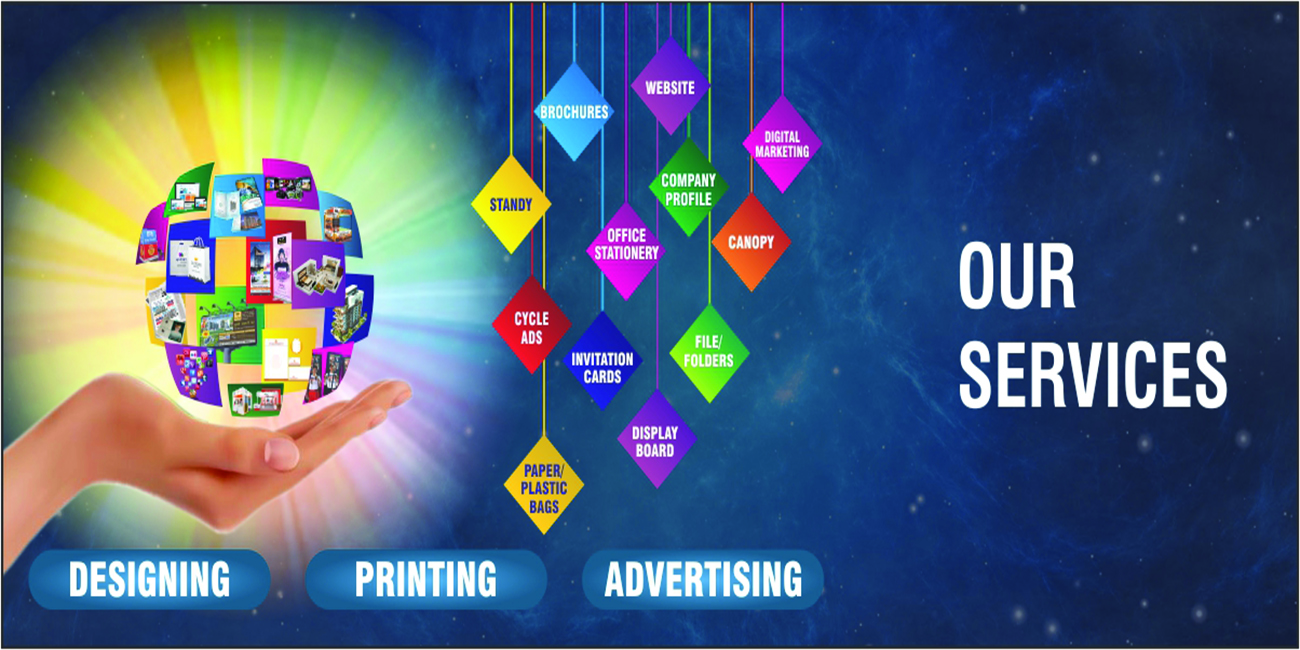 BROCHURES
WEBSITE
DIGITAL
MARKETING
STANDY
COMPANY
PROFILE
OFFICE
STATIONERY
CANOPY
CYCLE
ADS
INVITATION
CARDS
FILE/
FOLDERS
DISPLAY
BOARD
PAPER/
PLASTIC
BAGS
OUR
SERVICES
DESIGNING
PRINTING
ADVERTISING